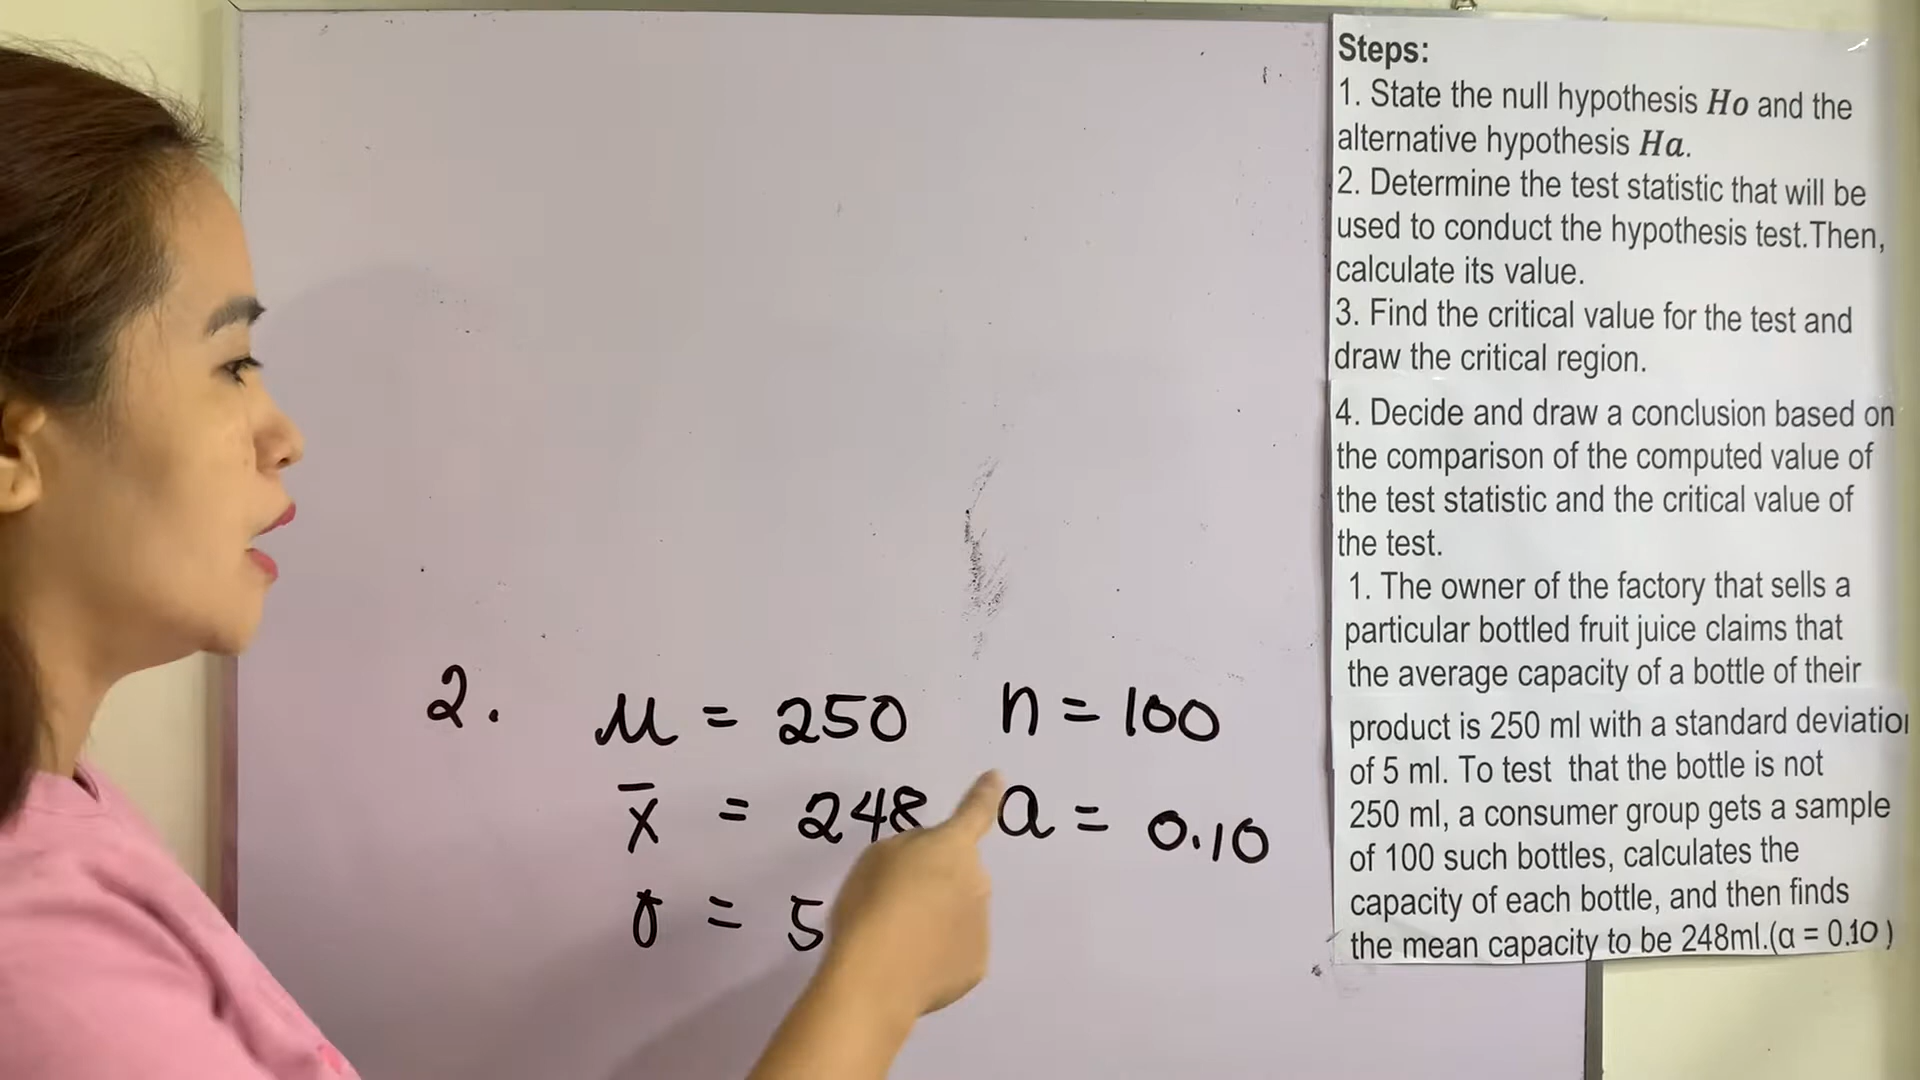 Steps:
1. State the null hypothesis Ho and the
alternative hypothesis Ha.
2. Determine the test statistic that will be
used to conduct the hypothesis test.Then,
calculate its value.
3. Find the critical value for the test and
draw the critical region.
4. Decide and draw a conclusion based on
the comparison of the computed value of
the test statistic and the critical value of
the test.
1. The owner of the factory that sells a
particular bottled fruit juice claims that
the average capacity of a bottle of their
product is 250 ml with a standard deviation
of 5 ml. To test that the bottle is not
250 ml, a consumer group gets a sample
of 100 such bottles, calculates the
capacity of each bottle, and then finds
the mean capacity to be 248ml.(α = 0.10 )
2. μ = 250 n = 100
x̄ = 248 α = 0.10
σ = 5